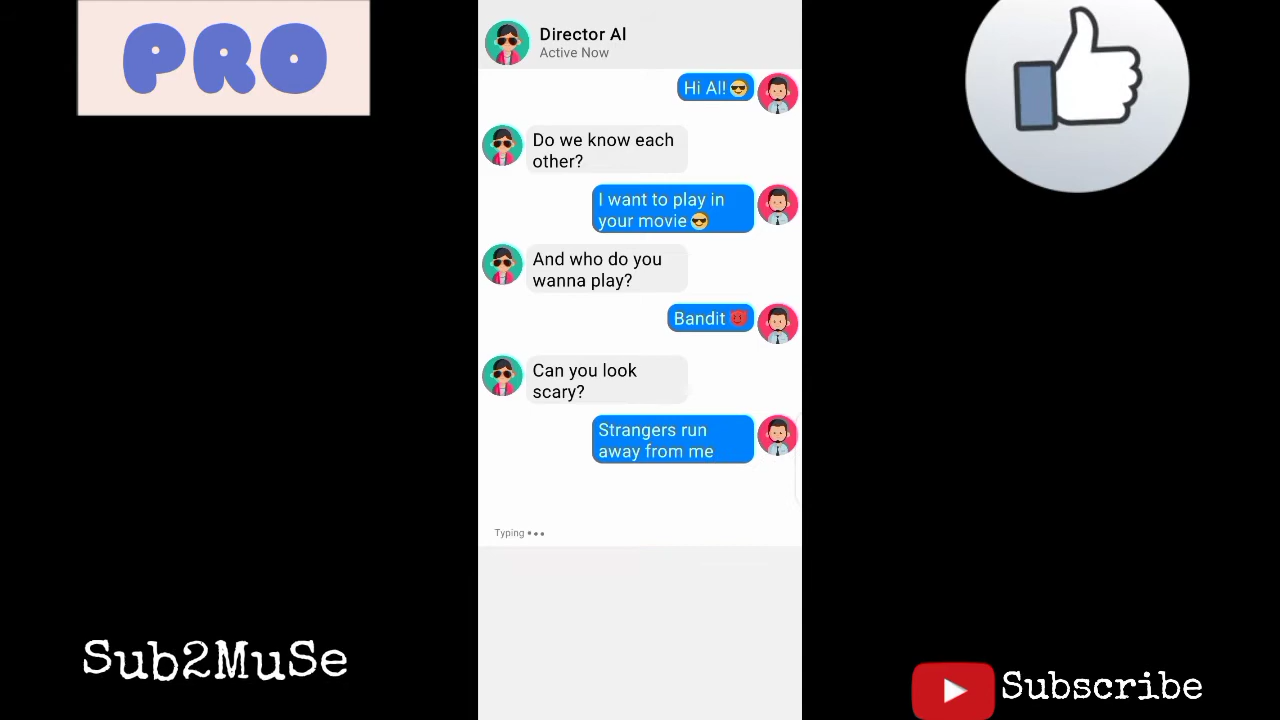 PRO
Director Al
Active Now
Hi Al! 😎
Do we know each
other?
I want to play in
your movie 😎
And who do you
wanna play?
Bandit 😈
Can you look
scary?
Strangers run
away from me
Typing •••
Sub2MuSe
Subscribe